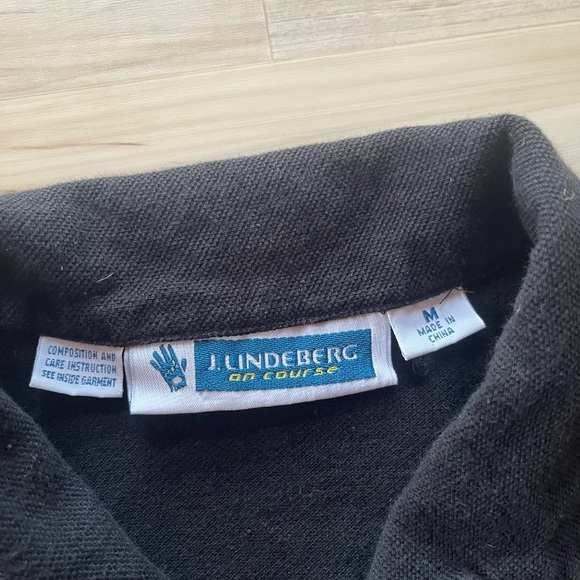 COMPOSITION AND
CARE INSTRUCTION
SEE INSIDE GARMENT
J.LINDEBERG
on course
M
MADE IN
CHINA